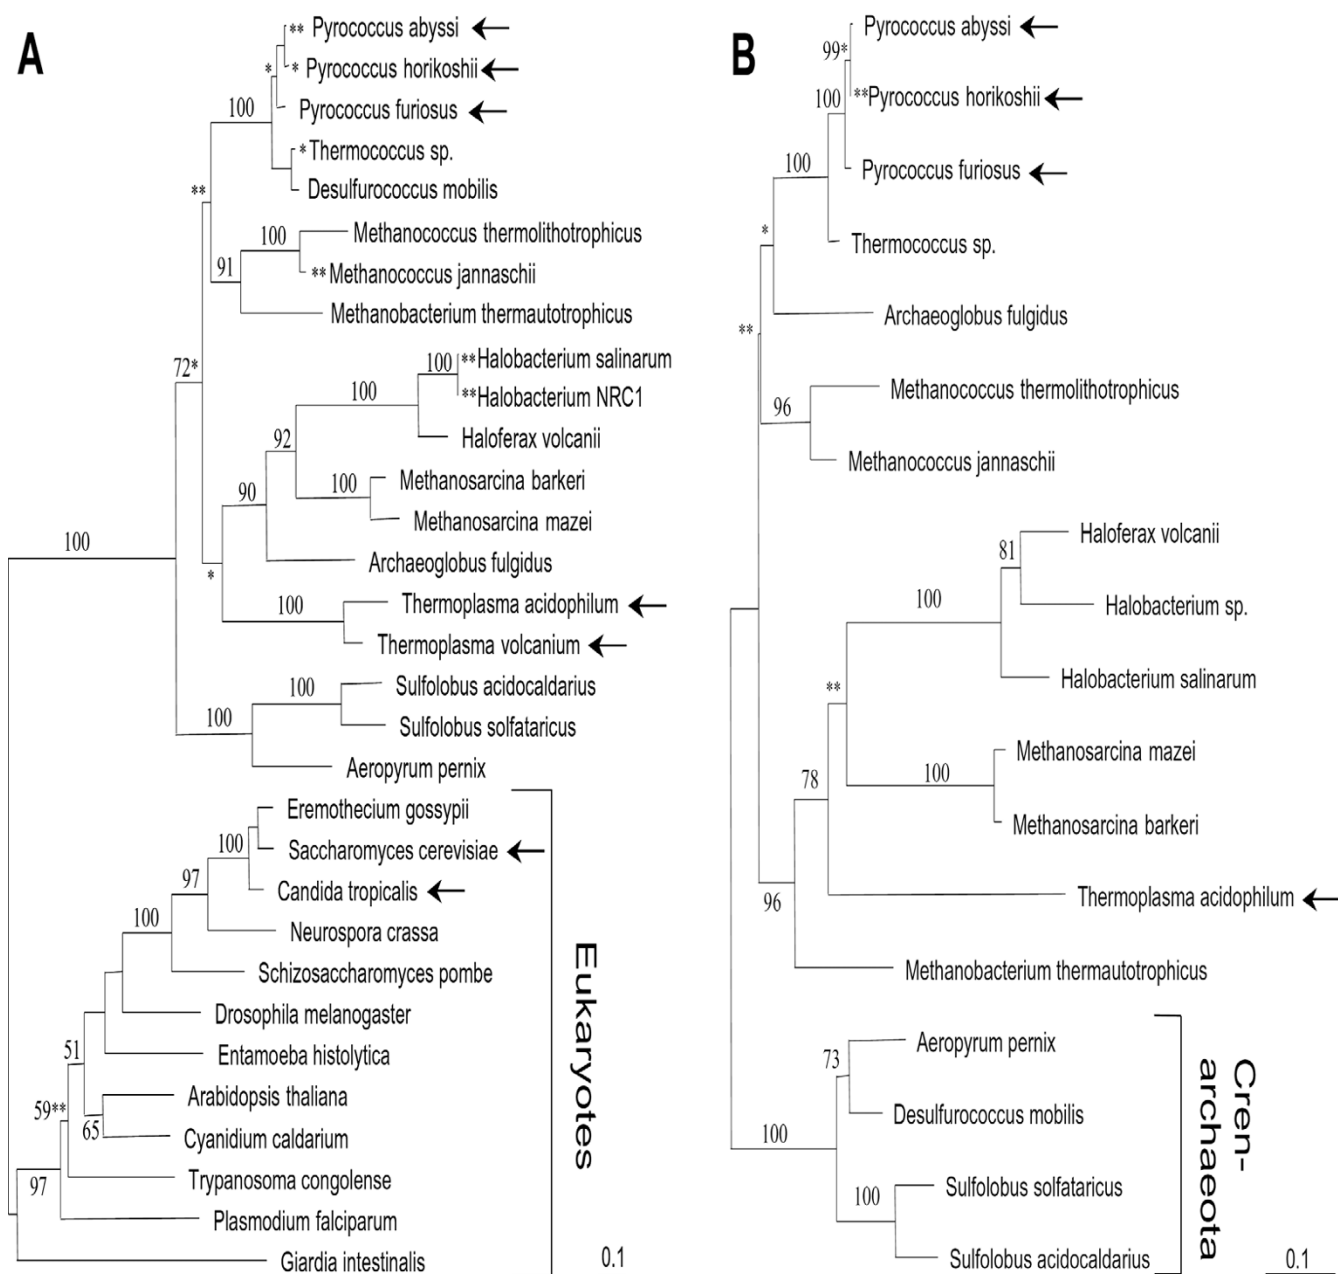 A
** Pyrococcus abyssi
*
* Pyrococcus horikoshii
100
Pyrococcus furiosus
* Thermococcus sp.
**
Desulfurococcus mobilis
100
Methanococcus thermolithotrophicus
91
** Methanococcus jannaschii
Methanobacterium thermautotrophicus
72*
100
**Halobacterium salinarum
100
**Halobacterium NRC1
92
Haloferax volcanii
100
Methanosarcina barkeri
90
Methanosarcina mazei
100
Archaeoglobus fulgidus
*
100
Thermoplasma acidophilum
Thermoplasma volcanium
100
Sulfolobus acidocaldarius
100
Sulfolobus solfataricus
Aeropyrum pernix
Eremothecium gossypii
100
Saccharomyces cerevisiae
97
Candida tropicalis
100
Neurospora crassa
Schizosaccharomyces pombe
Drosophila melanogaster
51
Entamoeba histolytica
Arabidopsis thaliana
59**
65
Cyanidium caldarium
97
Trypanosoma congolense
Plasmodium falciparum
Giardia intestinalis
Eukaryotes
0.1
B
Pyrococcus abyssi
99*
100
**Pyrococcus horikoshii
100
Pyrococcus furiosus
*
Thermococcus sp.
**
Archaeoglobus fulgidus
96
Methanococcus thermolithotrophicus
Methanococcus jannaschii
Haloferax volcanii
81
100
Halobacterium sp.
**
Halobacterium salinarum
Methanosarcina mazei
78
100
Methanosarcina barkeri
96
Thermoplasma acidophilum
Methanobacterium thermautotrophicus
73
Aeropyrum pernix
Desulfurococcus mobilis
100
100
Sulfolobus solfataricus
Sulfolobus acidocaldarius
Cren-
archaeota
0.1